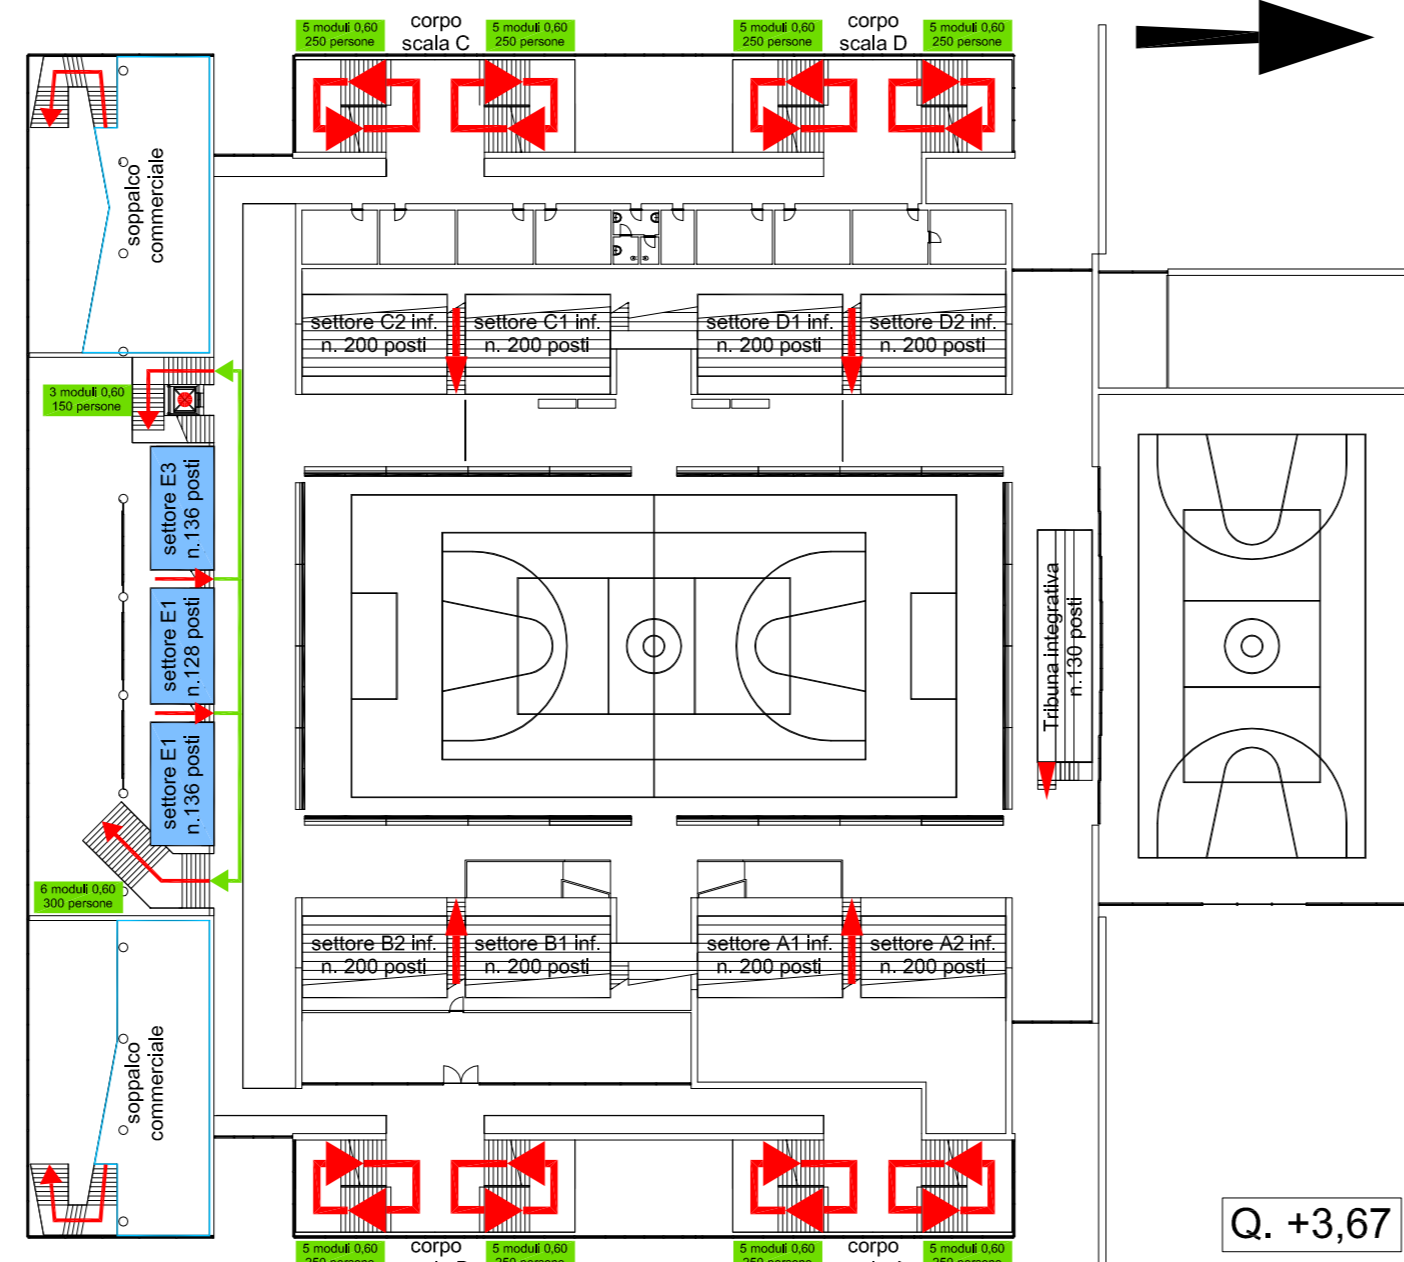 5 moduli 0,60
250 persone
corpo
scala C
5 moduli 0,60
250 persone
5 moduli 0,60
250 persone
corpo
scala D
5 moduli 0,60
250 persone
soppalco
commerciale
settore C2 inf.
n. 200 posti
settore C1 inf.
n. 200 posti
settore D1 inf.
n. 200 posti
settore D2 inf.
n. 200 posti
3 moduli 0,60
150 persone
settore E3
n.136 posti
settore E1
n.128 posti
settore E1
n.136 posti
Tribuna integrativa
n.130 posti
6 moduli 0,60
300 persone
settore B2 inf.
n. 200 posti
settore B1 inf.
n. 200 posti
settore A1 inf.
n. 200 posti
settore A2 inf.
n. 200 posti
soppalco
commerciale
Q. +3,67
5 moduli 0,60
corpo
5 moduli 0,60
5 moduli 0,60
corpo
5 moduli 0,60